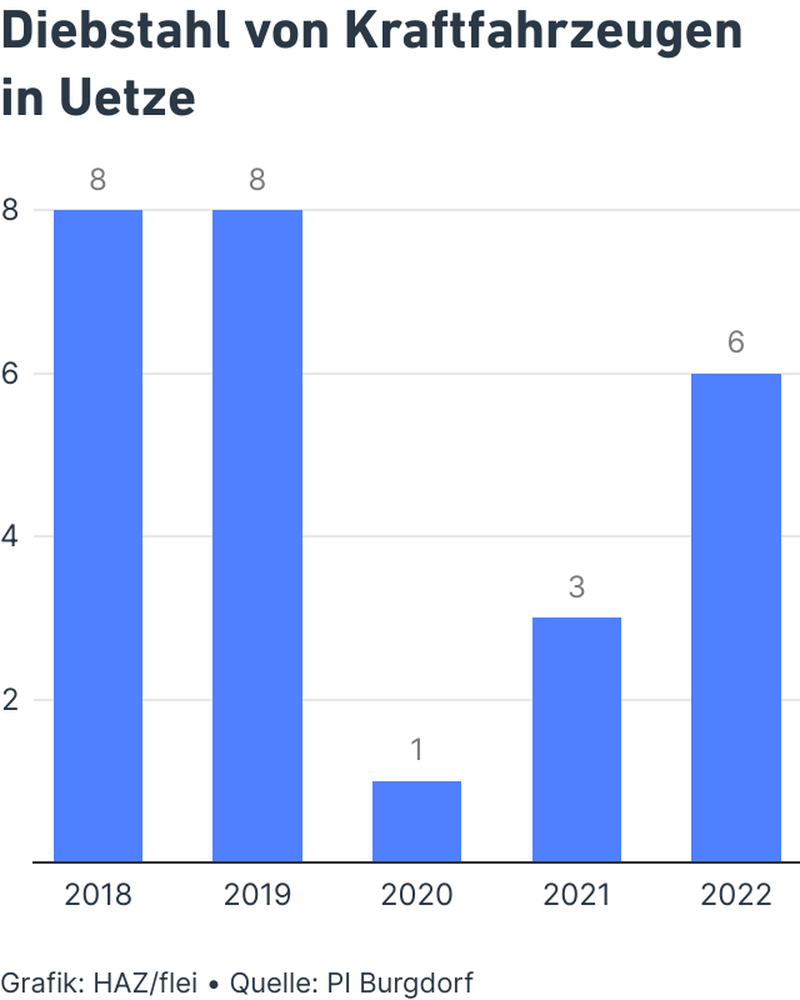 Diebstahl von Kraftfahrzeugen
in Uetze
8 8
8
6
6
4
3
2
1
2018 2019 2020 2021 2022
Grafik: HAZ/flei • Quelle: PI Burgdorf